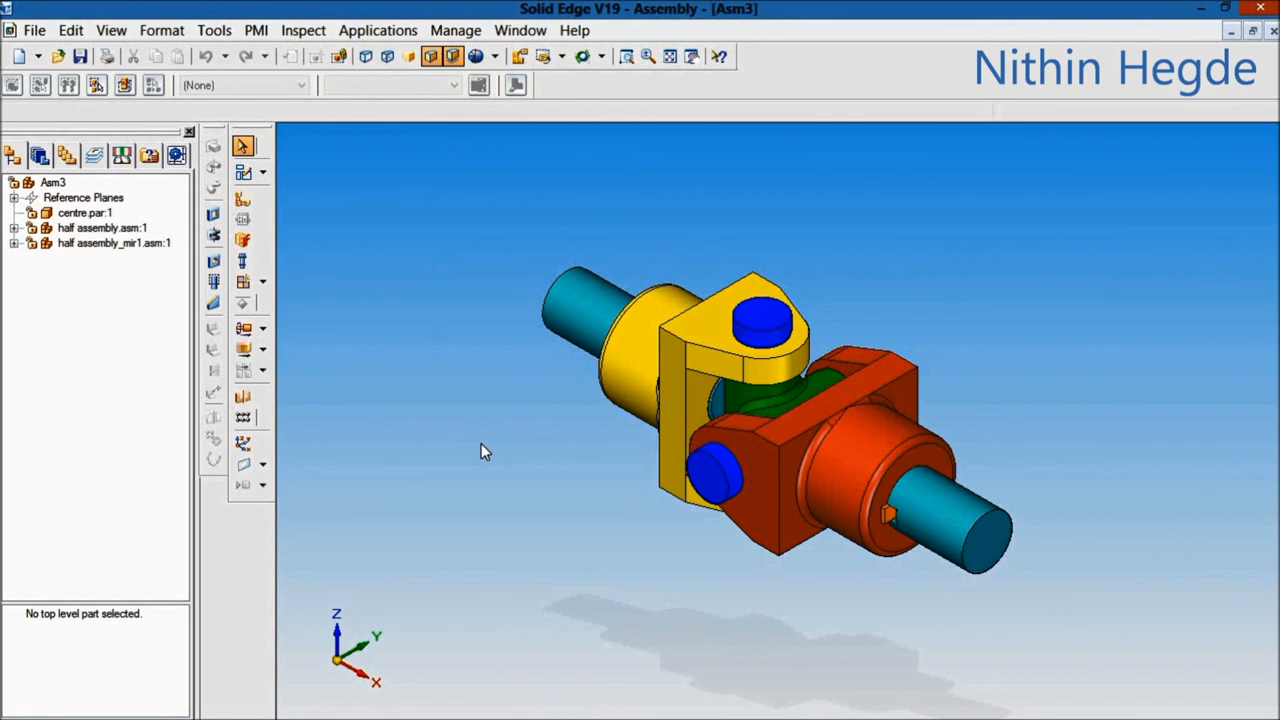 Solid Edge V19 - Assembly - [Asm3]
File Edit View Format Tools PMI Inspect Applications Manage Window Help
Nithin Hegde
(None)
Asm3
Reference Planes
centre.par:1
half assembly.asm:1
half assembly_mir1.asm:1
No top level part selected.
Z
Y
X